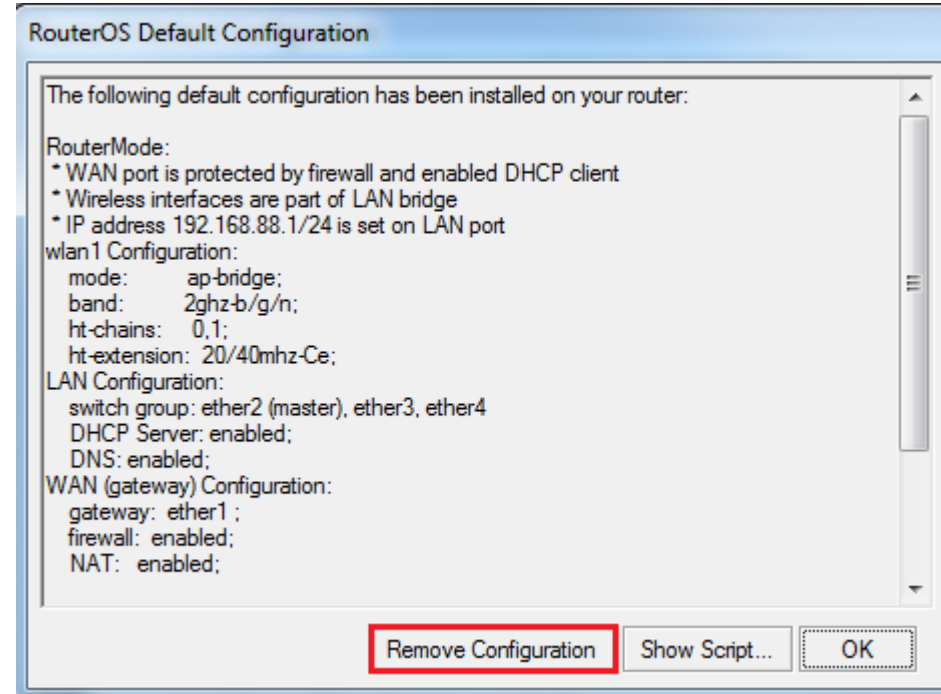 RouterOS Default Configuration
The following default configuration has been installed on your router:
RouterMode:
* WAN port is protected by firewall and enabled DHCP client
* Wireless interfaces are part of LAN bridge
* IP address 192.168.88.1/24 is set on LAN port
wlan1 Configuration:
mode: ap-bridge;
band: 2ghz-b/g/n;
ht-chains: 0,1;
ht-extension: 20/40mhz-Ce;
LAN Configuration:
switch group: ether2 (master), ether3, ether4
DHCP Server: enabled;
DNS: enabled;
WAN (gateway) Configuration:
gateway: ether1 ;
firewall: enabled;
NAT: enabled;
Remove Configuration Show Script... OK